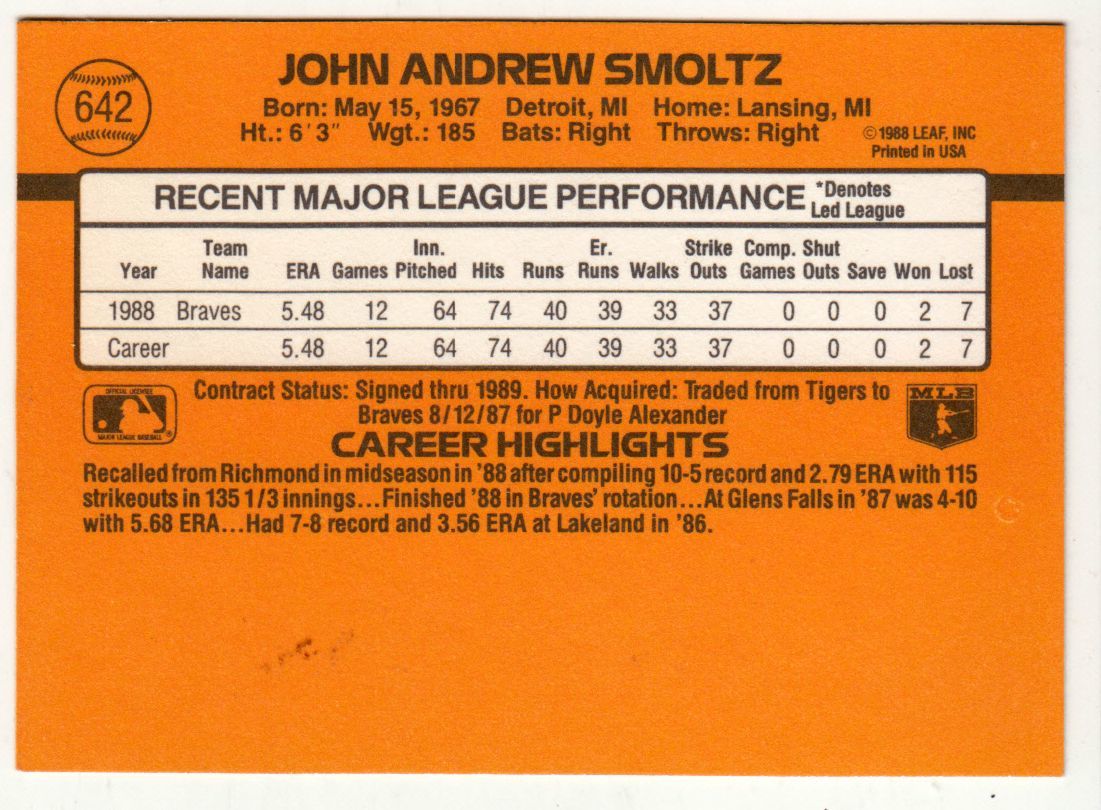 642
JOHN ANDREW SMOLTZ
Born: May 15, 1967 Detroit, MI Home: Lansing, MI
Ht.: 6'3" Wgt.: 185 Bats: Right Throws: Right
©1988 LEAF, INC
Printed in USA
RECENT MAJOR LEAGUE PERFORMANCE *Denotes
Led League
Team Inn. Er. Strike Comp. Shut
Year Name ERA Games Pitched Hits Runs Runs Walks Outs Games Outs Save Won Lost
1988 Braves 5.48 12 64 74 40 39 33 37 0 0 0 2 7
Career 5.48 12 64 74 40 39 33 37 0 0 0 2 7
OFFICIAL LICENSEE
MAJOR LEAGUE BASEBALL
®
Contract Status: Signed thru 1989. How Acquired: Traded from Tigers to
Braves 8/12/87 for P Doyle Alexander
MLB
CAREER HIGHLIGHTS
Recalled from Richmond in midseason in '88 after compiling 10-5 record and 2.79 ERA with 115
strikeouts in 135 1/3 innings...Finished '88 in Braves' rotation...At Glens Falls in '87 was 4-10
with 5.68 ERA...Had 7-8 record and 3.56 ERA at Lakeland in '86.